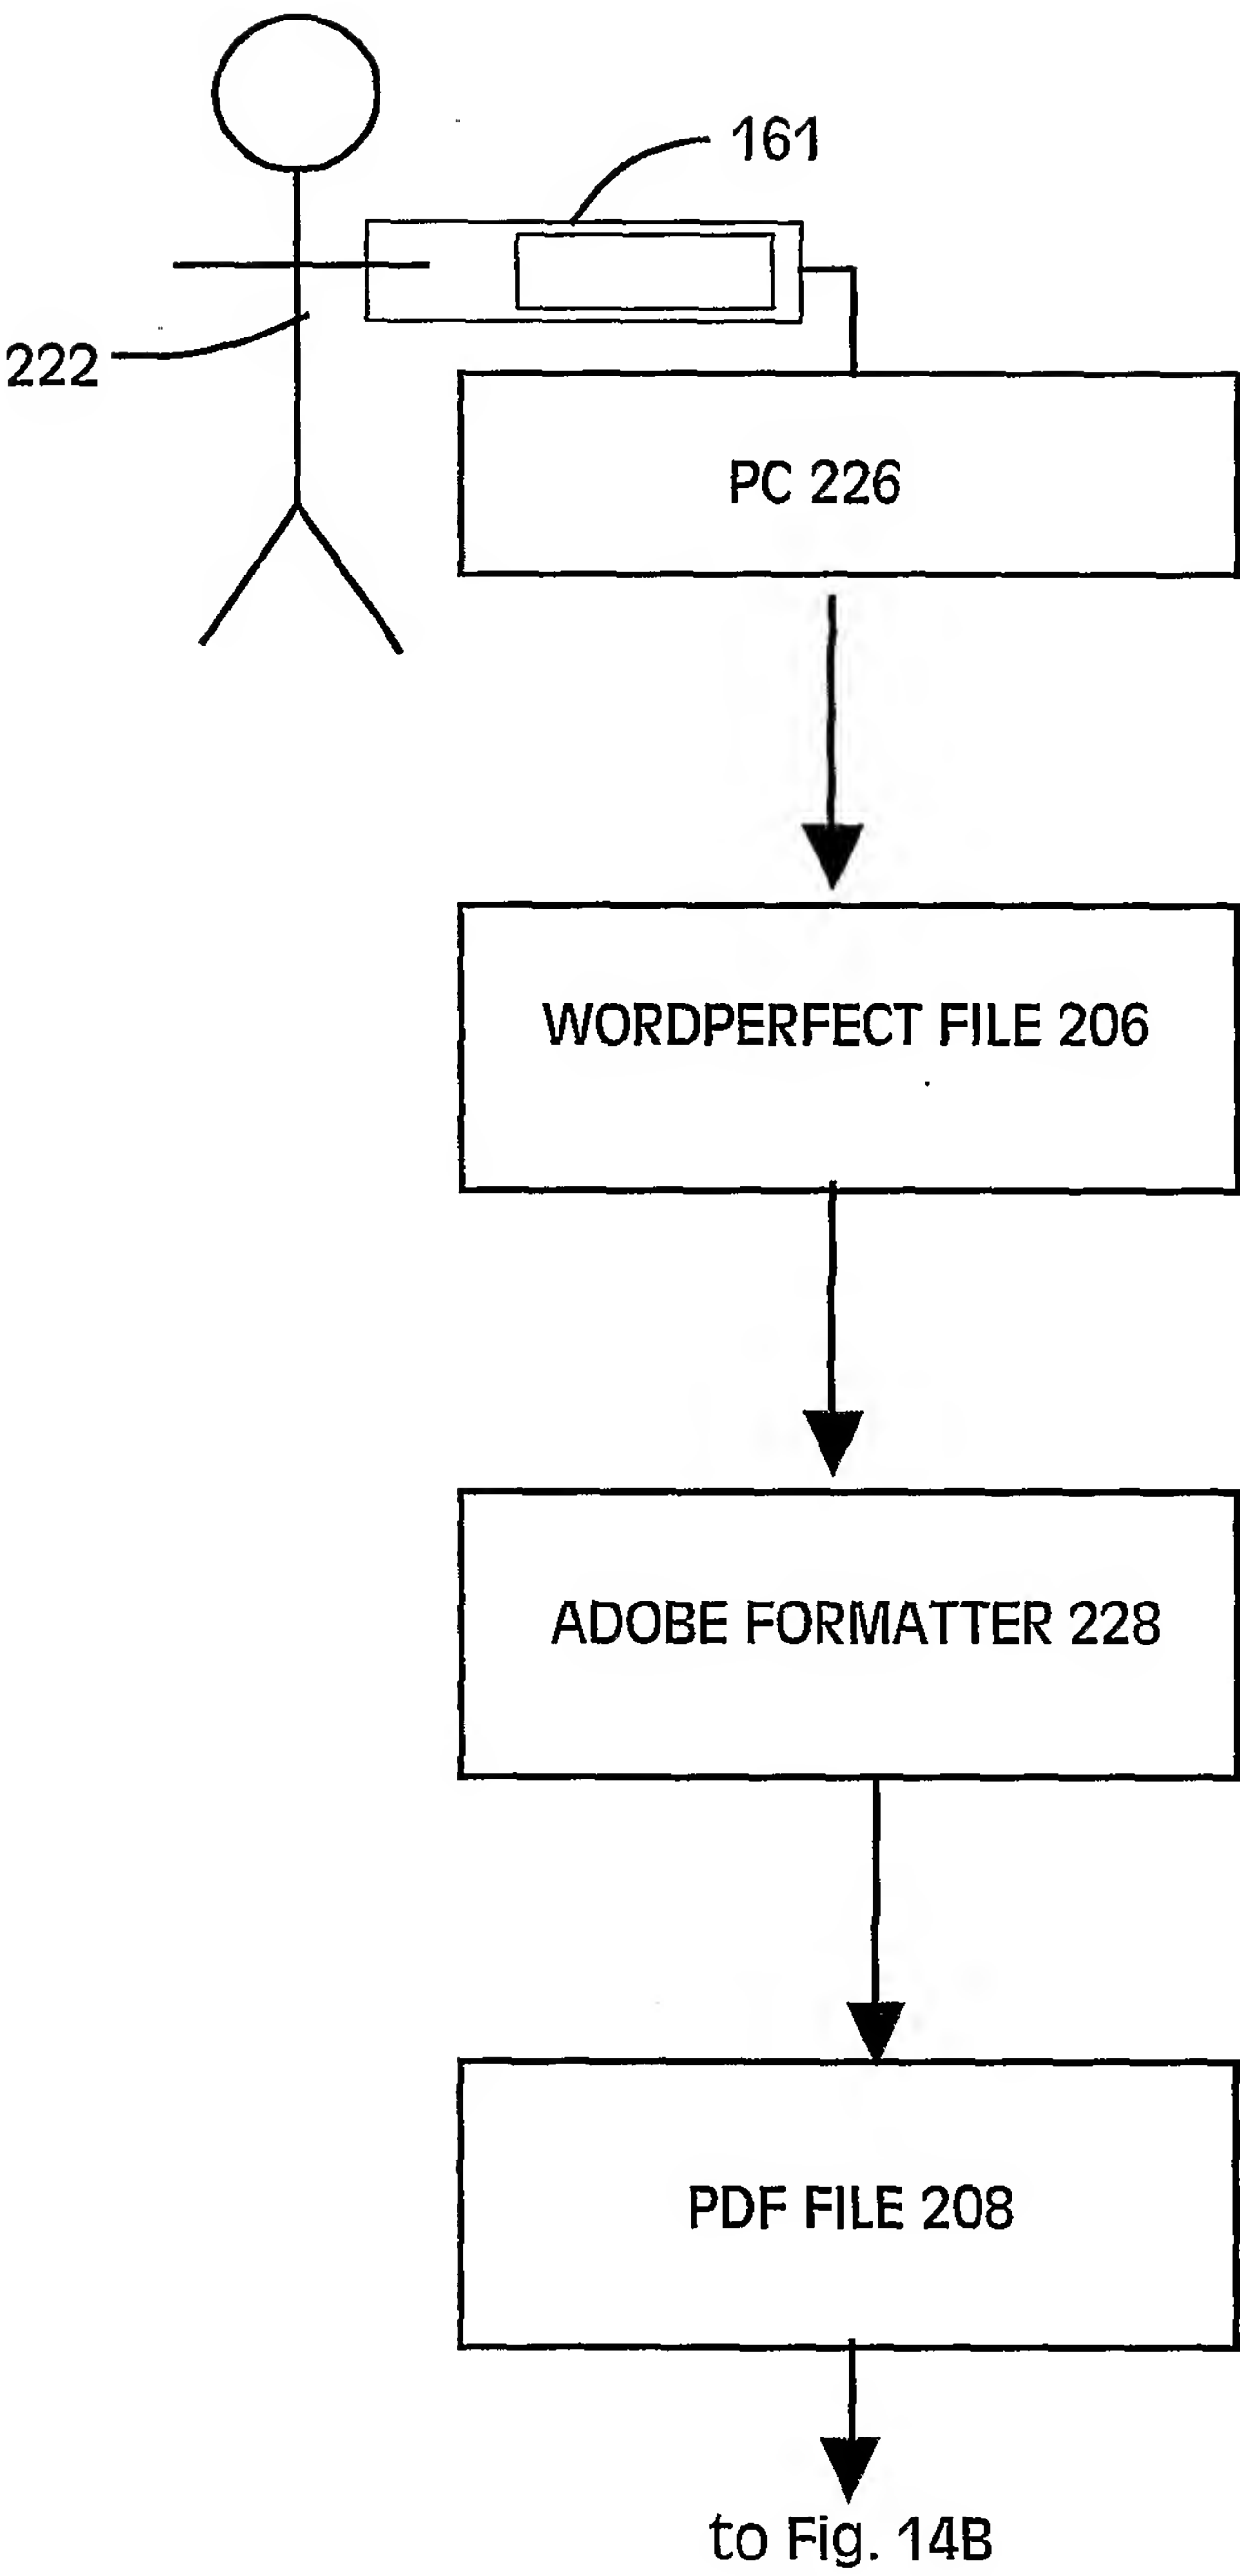 161
222
PC 226
WORDPERFECT FILE 206
ADOBE FORMATTER 228
PDF FILE 208
to Fig. 14B